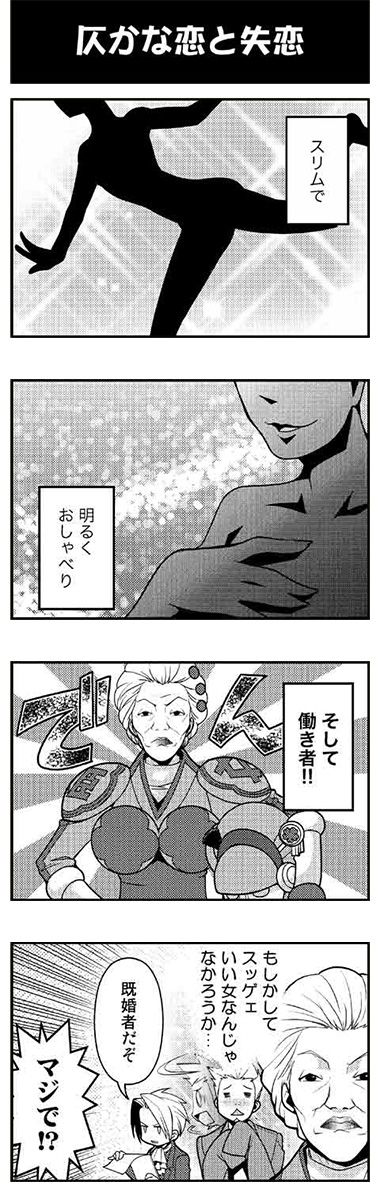 仄かな恋と失恋
スリムで
明るく
おしゃべり
そして
働き者!!
ばん
もしかして
スッゲェ
いい女なんじゃ
なかろうか…
既婚者だぞ
マジで!?